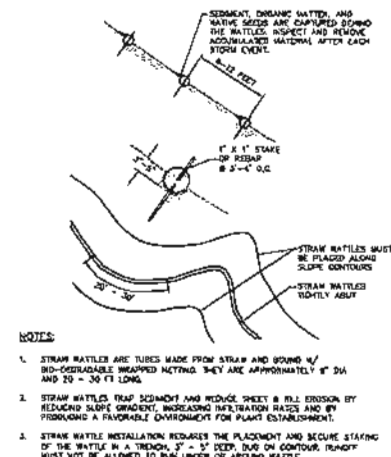 SEDIMENT, ORGANIC MATTER, AND
NATIVE SEEDS ARE CAPTURED BEHIND
THE WATTLES. INSPECT AND REMOVE
ACCUMULATED MATERIAL AFTER EACH
STORM EVENT.
8-12 FEET
3"-5"
1" X 1" STAKE
OR REBAR
@ 3'-4' O.C.
STRAW WATTLES MUST
BE PLACED ALONG
SLOPE CONTOURS
STRAW WATTLES
TIGHTLY ABUT
20' - 30'
NOTES:
1. STRAW WATTLES ARE TUBES MADE FROM STRAW AND BOUND W/
BIO-DEGRADABLE WRAPPED NETTING. THEY ARE APPROXIMATELY 9" DIA
AND 20 - 30 FT LONG.
2. STRAW WATTLES TRAP SEDIMENT AND REDUCE SHEET & RILL EROSION BY
REDUCING SLOPE GRADIENT, INCREASING INFILTRATION RATES AND BY
PRODUCING A FAVORABLE ENVIRONMENT FOR PLANT ESTABLISHMENT.
3. STRAW WATTLE INSTALLATION REQUIRES THE PLACEMENT AND SECURE STAKING
OF THE WATTLE IN A TRENCH, 3" - 5" DEEP, DUG ON CONTOUR. RUNOFF
MUST NOT BE ALLOWED TO RUN UNDER OR AROUND WATTLE.